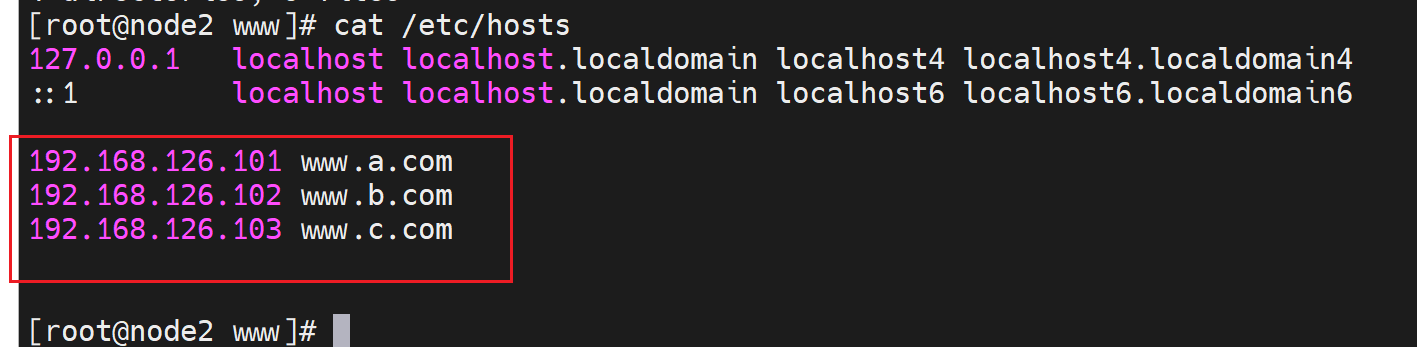 [root@node2 www]# cat /etc/hosts
127.0.0.1   localhost localhost.localdomain localhost4 localhost4.localdomain4
::1         localhost localhost.localdomain localhost6 localhost6.localdomain6
192.168.126.101 www.a.com
192.168.126.102 www.b.com
192.168.126.103 www.c.com
[root@node2 www]#